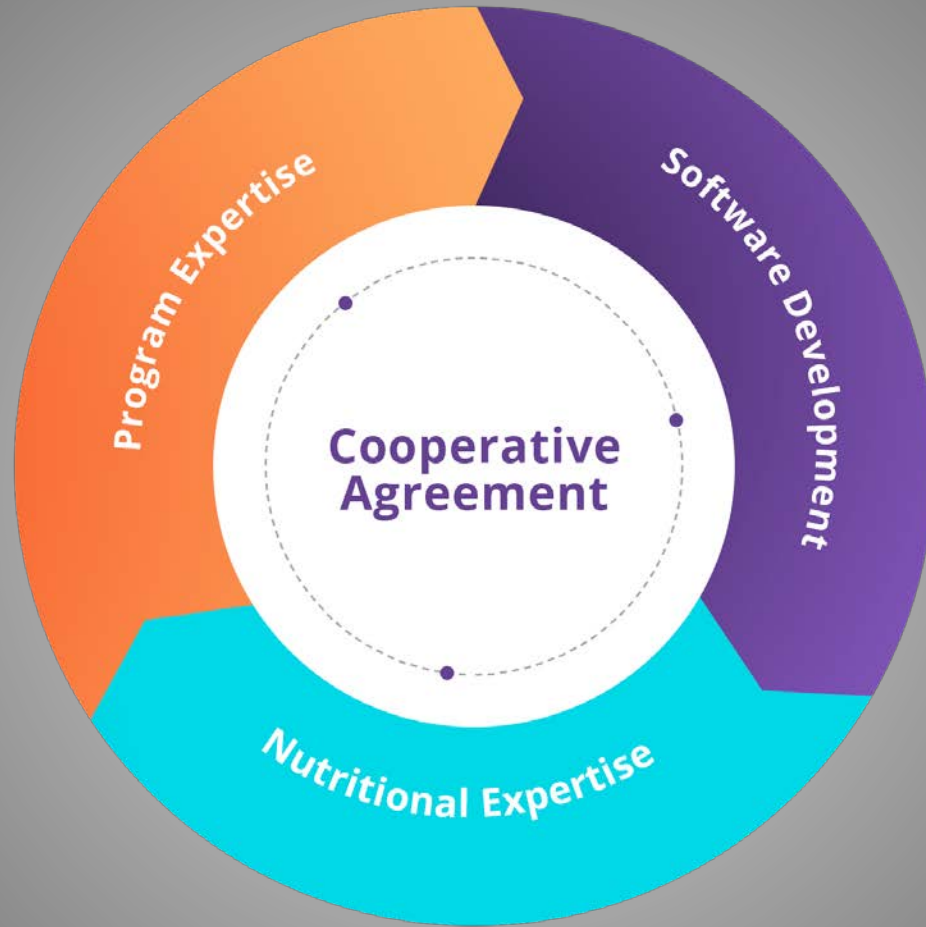 Program Expertise
Software Development
Cooperative
Agreement
Nutritional Expertise